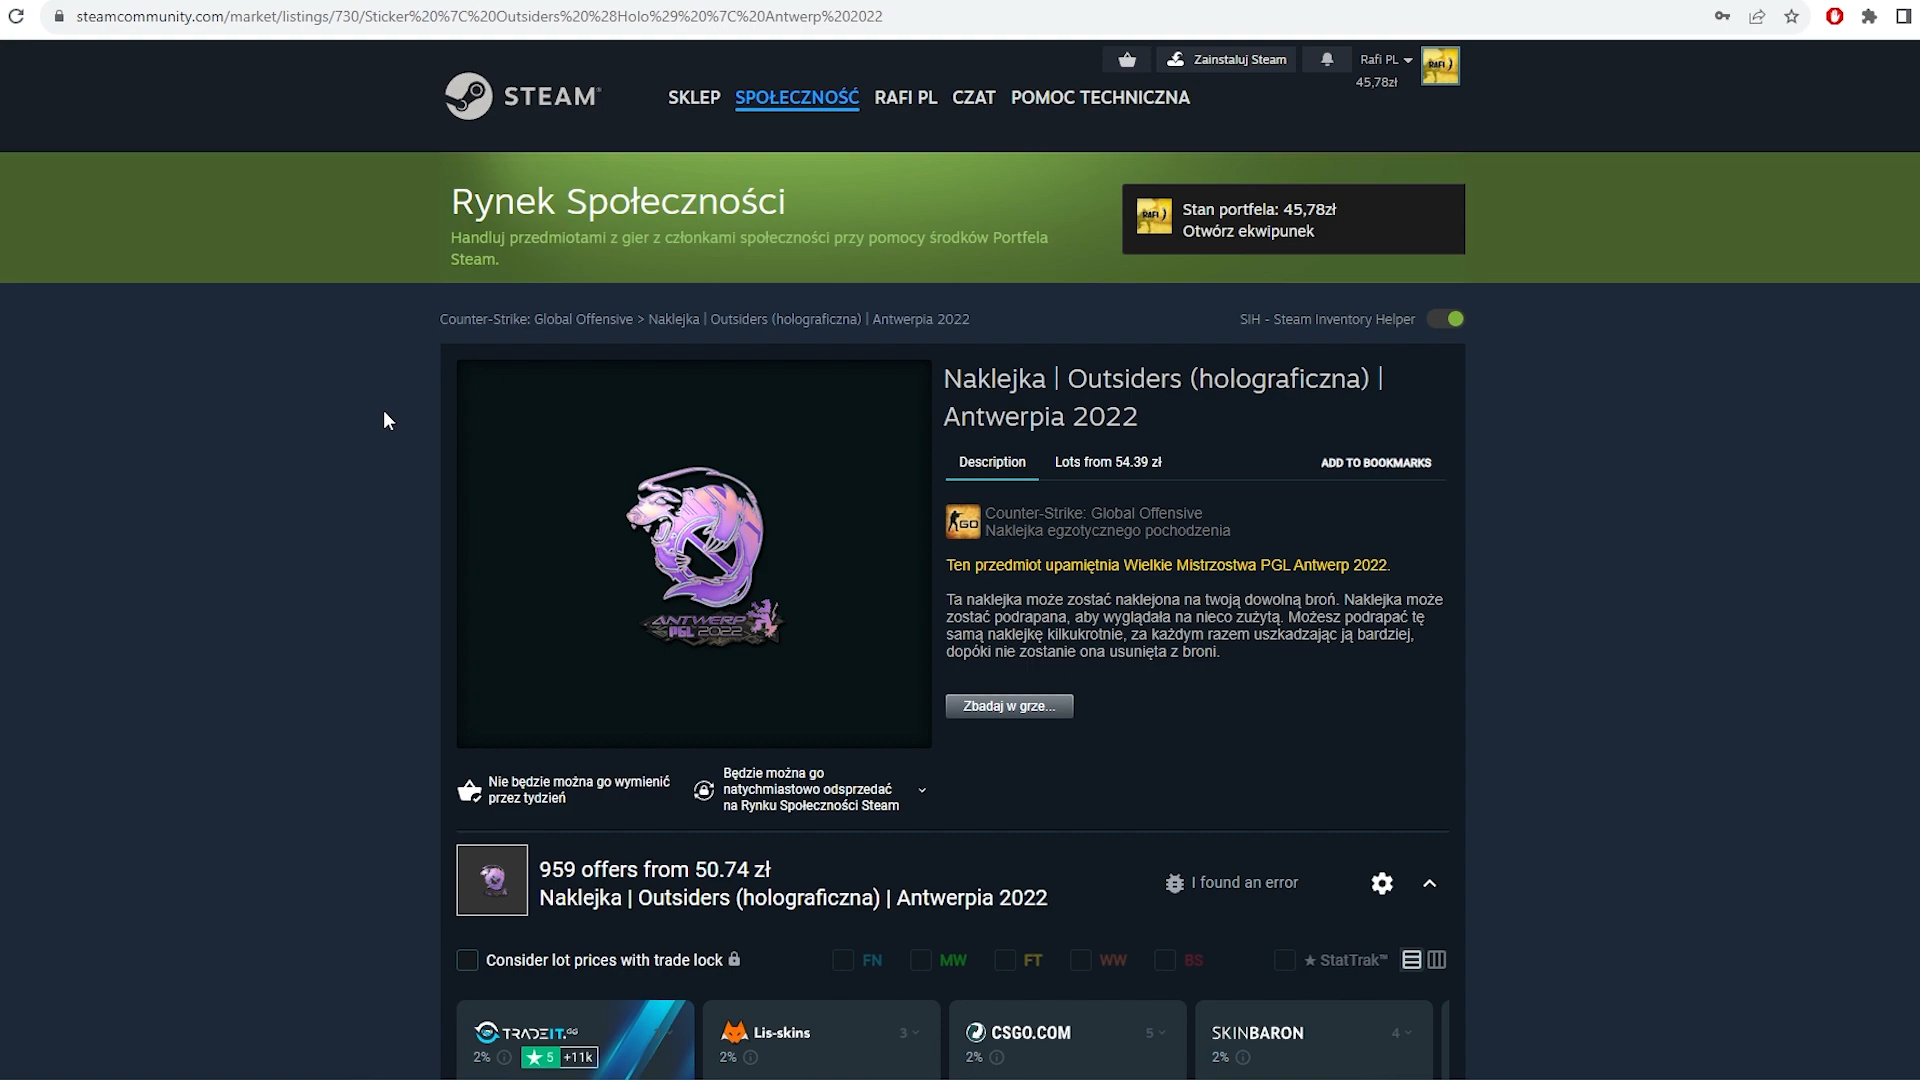 steamcommunity.com/market/listings/730/Sticker%20%7C%20Outsiders%20%28Holo%29%20%7C%20Antwerp%202022
Zainstaluj Steam
Rafi PL
45,78zł
STEAM
SKLEP SPOŁECZNOŚĆ RAFI PL CZAT POMOC TECHNICZNA
Rynek Społeczności
Handluj przedmiotami z gier z członkami społeczności przy pomocy środków Portfela
Steam.
Stan portfela: 45,78zł
Otwórz ekwipunek
Counter-Strike: Global Offensive > Naklejka | Outsiders (holograficzna) | Antwerpia 2022
SIH - Steam Inventory Helper
Naklejka | Outsiders (holograficzna) |
Antwerpia 2022
Description Lots from 54.39 zł ADD TO BOOKMARKS
Counter-Strike: Global Offensive
Naklejka egzotycznego pochodzenia
Ten przedmiot upamiętnia Wielkie Mistrzostwa PGL Antwerp 2022.
Ta naklejka może zostać naklejona na twoją dowolną broń. Naklejka może
zostać podrapana, aby wyglądała na nieco zużytą. Możesz podrapać tę
samą naklejkę kilkukrotnie, za każdym razem uszkadzając ją bardziej,
dopóki nie zostanie ona usunięta z broni.
Zbadaj w grze...
ANTWERP
PGL 2022
Nie będzie można go wymienić
przez tydzień
Będzie można go
natychmiastowo odsprzedać
na Rynku Społeczności Steam
959 offers from 50.74 zł
Naklejka | Outsiders (holograficzna) | Antwerpia 2022
I found an error
Consider lot prices with trade lock
FN MW FT WW BS ★ StatTrak™
TRADEIT.GG
2% ★ 5 +11k
Lis-skins 3
2%
CSGO.COM 5
2%
SKINBARON 4
2%